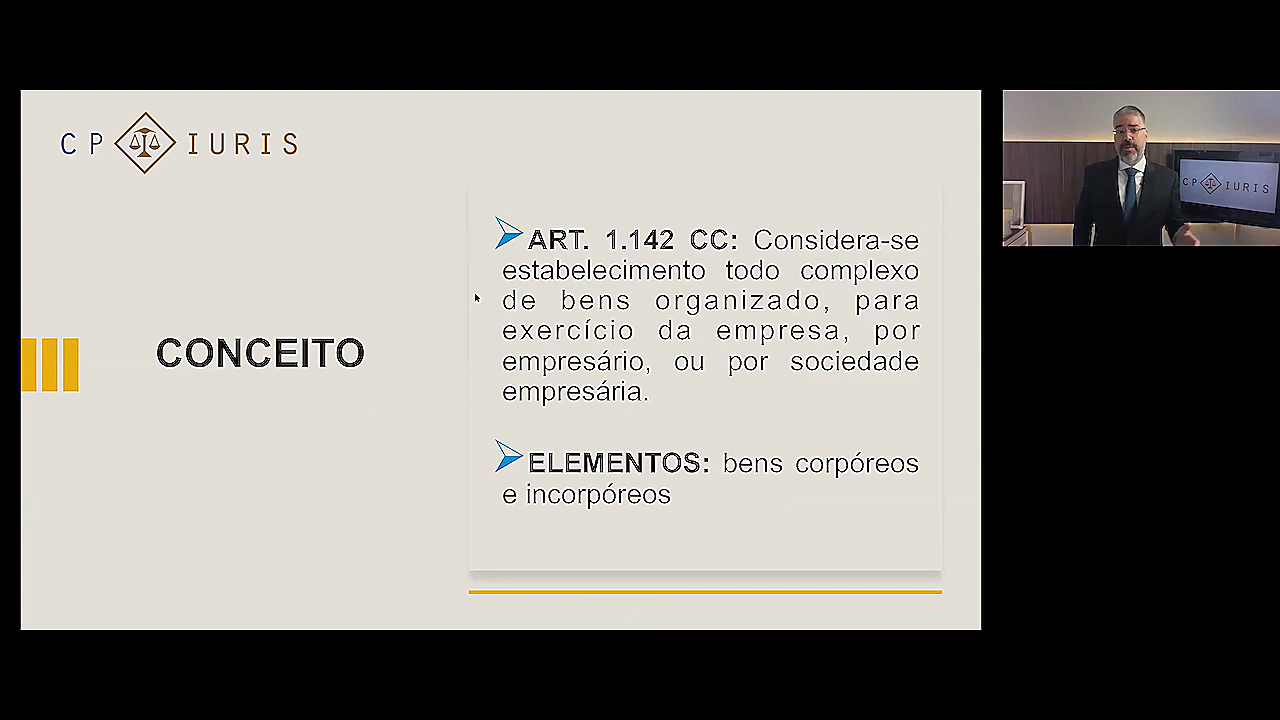 CP IURIS
CONCEITO
ART. 1.142 CC: Considera-se
estabelecimento todo complexo
de bens organizado, para
exercício da empresa, por
empresário, ou por sociedade
empresária.
ELEMENTOS: bens corpóreos
e incorpóreos
CP IURIS